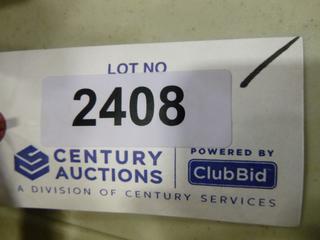 LOT NO
2408
CENTURY AUCTIONS
POWERED BY
ClubBid
A DIVISION OF CENTURY SERVICES